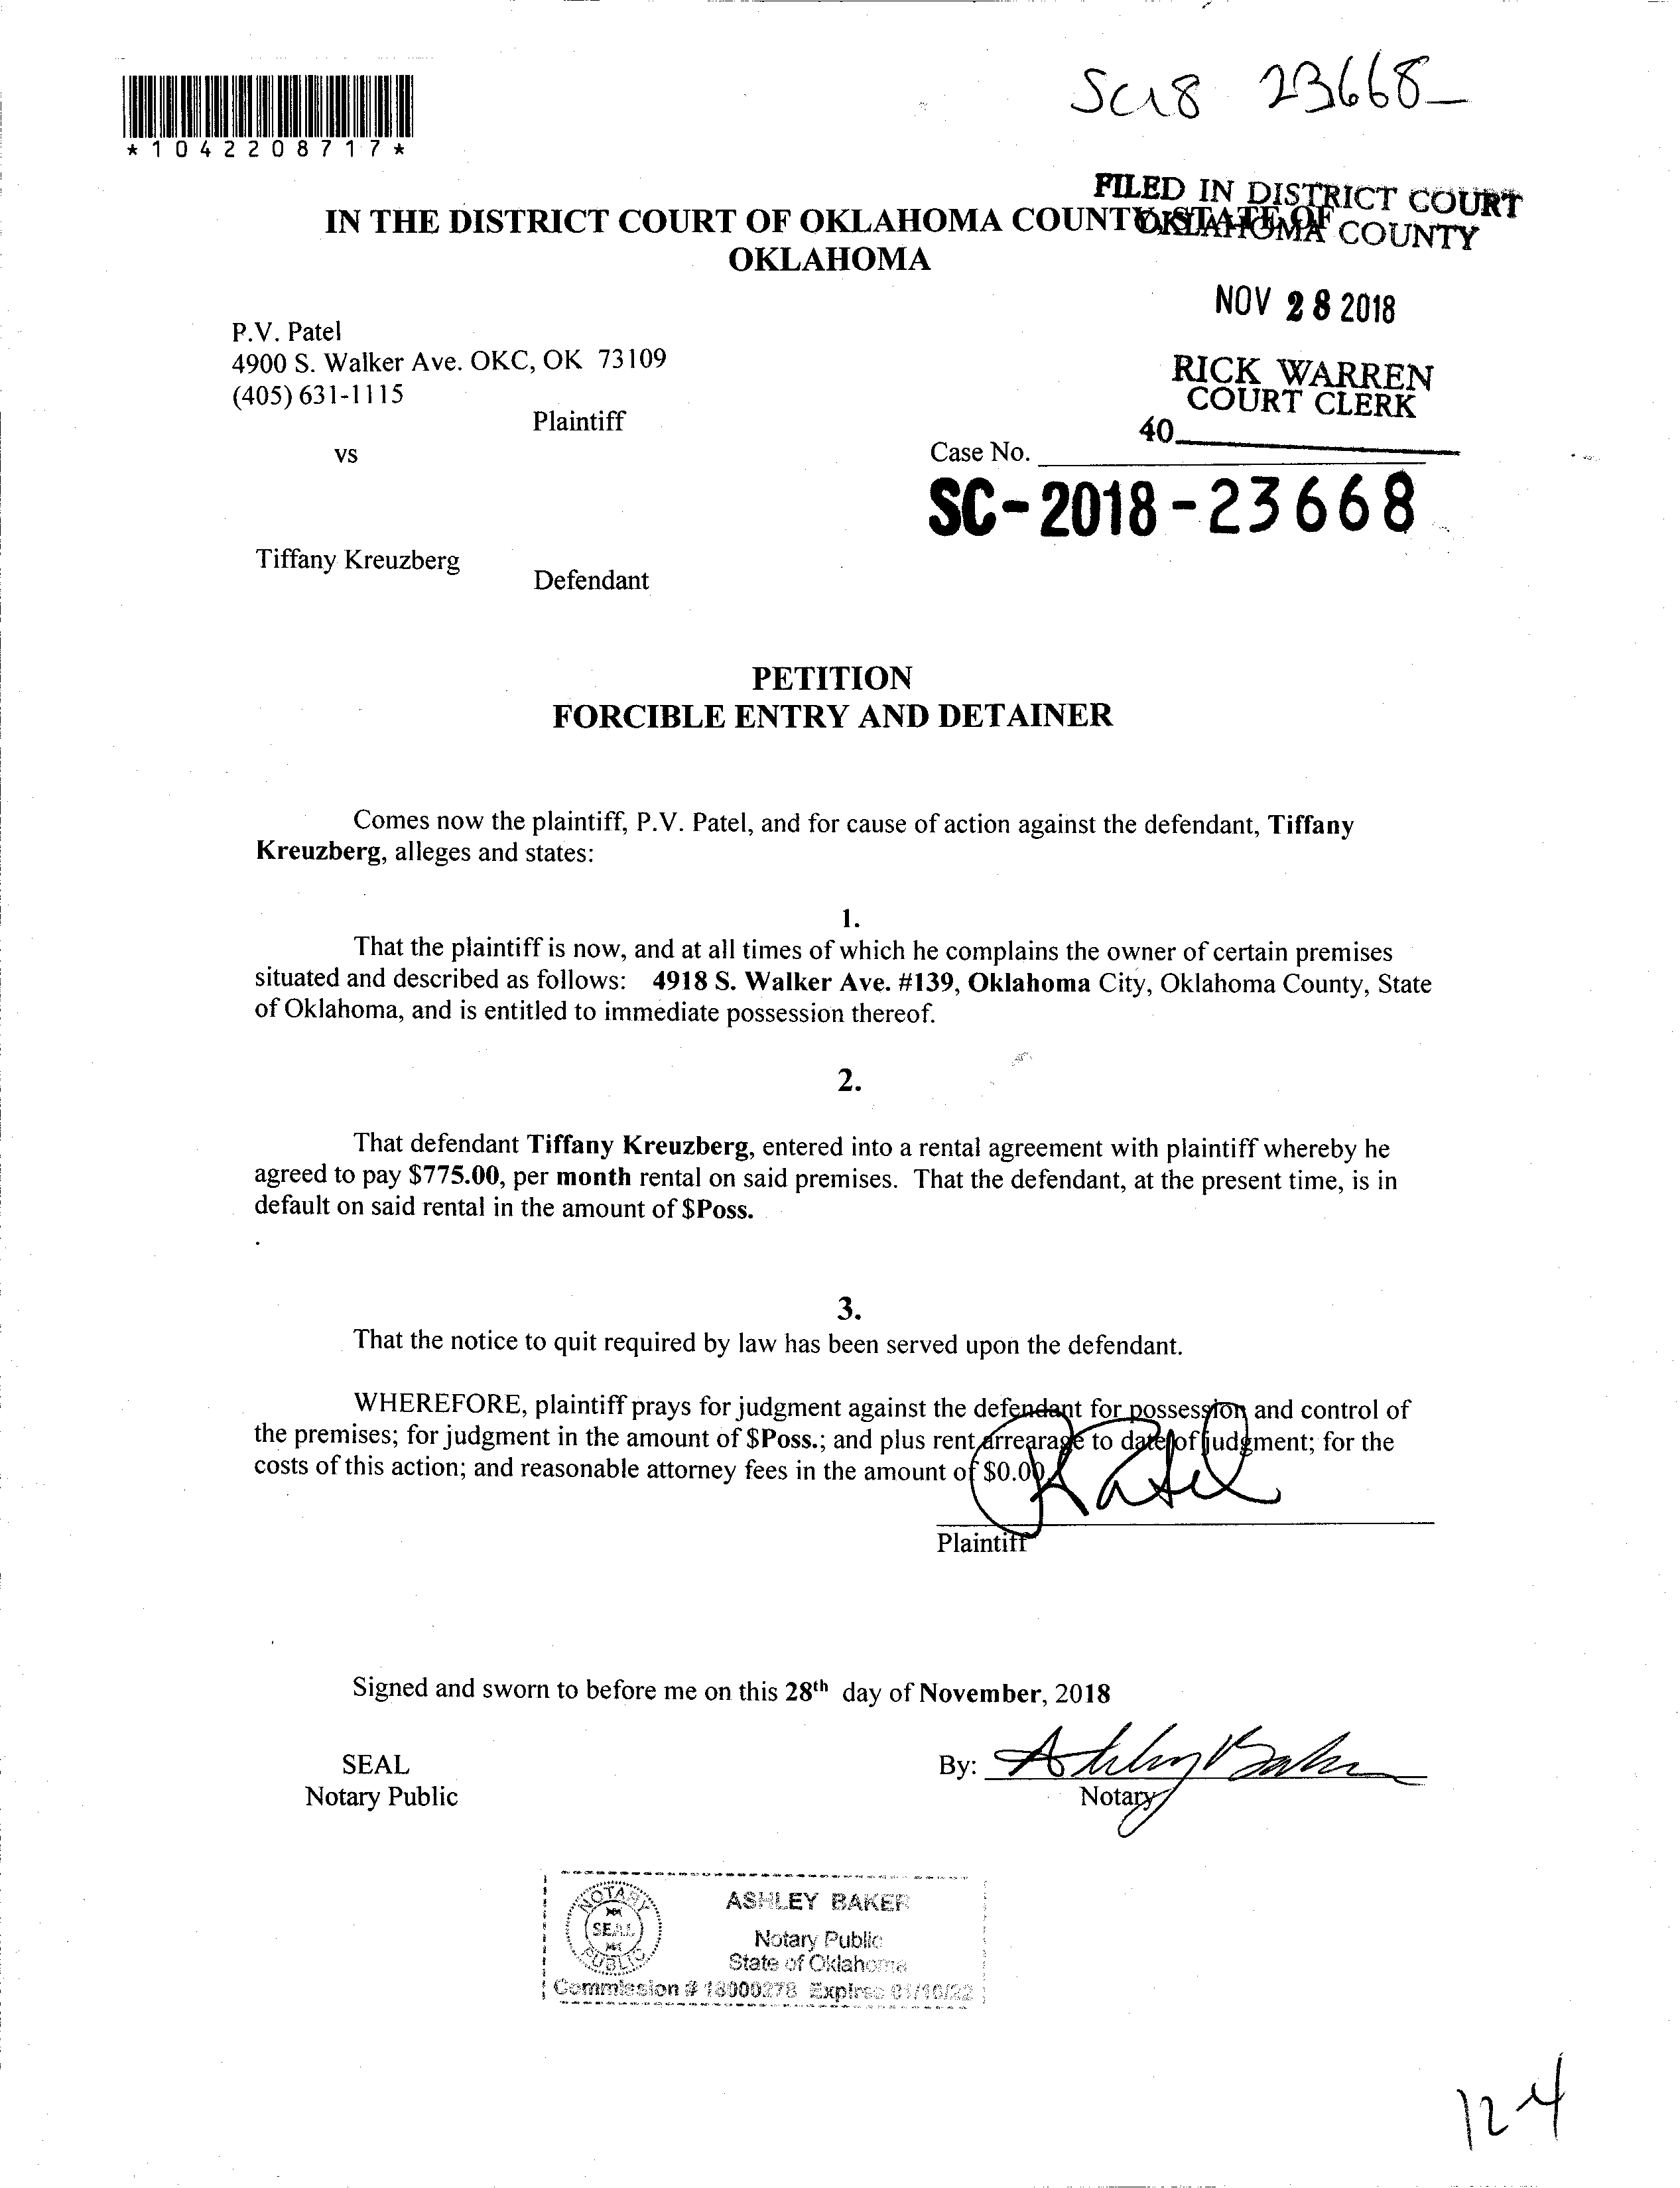 Sc18 23668
*1042208717*
FILED IN DISTRICT COURT
OKLAHOMA COUNTY
IN THE DISTRICT COURT OF OKLAHOMA COUNTY STATE OF
OKLAHOMA
NOV 28 2018
P.V. Patel
4900 S. Walker Ave. OKC, OK 73109
(405) 631-1115
RICK WARREN
COURT CLERK
Plaintiff
40
vs
Case No.
SC-2018-23668
Tiffany Kreuzberg
Defendant
PETITION
FORCIBLE ENTRY AND DETAINER
Comes now the plaintiff, P.V. Patel, and for cause of action against the defendant, Tiffany
Kreuzberg, alleges and states:
1.
That the plaintiff is now, and at all times of which he complains the owner of certain premises
situated and described as follows: 4918 S. Walker Ave. #139, Oklahoma City, Oklahoma County, State
of Oklahoma, and is entitled to immediate possession thereof.
2.
That defendant Tiffany Kreuzberg, entered into a rental agreement with plaintiff whereby he
agreed to pay $775.00, per month rental on said premises. That the defendant, at the present time, is in
default on said rental in the amount of $Poss.
3.
That the notice to quit required by law has been served upon the defendant.
WHEREFORE, plaintiff prays for judgment against the defendant for possession and control of
the premises; for judgment in the amount of $Poss.; and plus rent arrearage to date of judgment; for the
costs of this action; and reasonable attorney fees in the amount of $0.00.
Patel
Plaintiff
Signed and sworn to before me on this 28th day of November, 2018
SEAL
Notary Public
By: Ashley Baker
Notary
NOTARY
SEAL
PUBLIC
ASHLEY BAKER
Notary Public
State of Oklahoma
Commission # 18000278 Expires 01/10/22
12-4